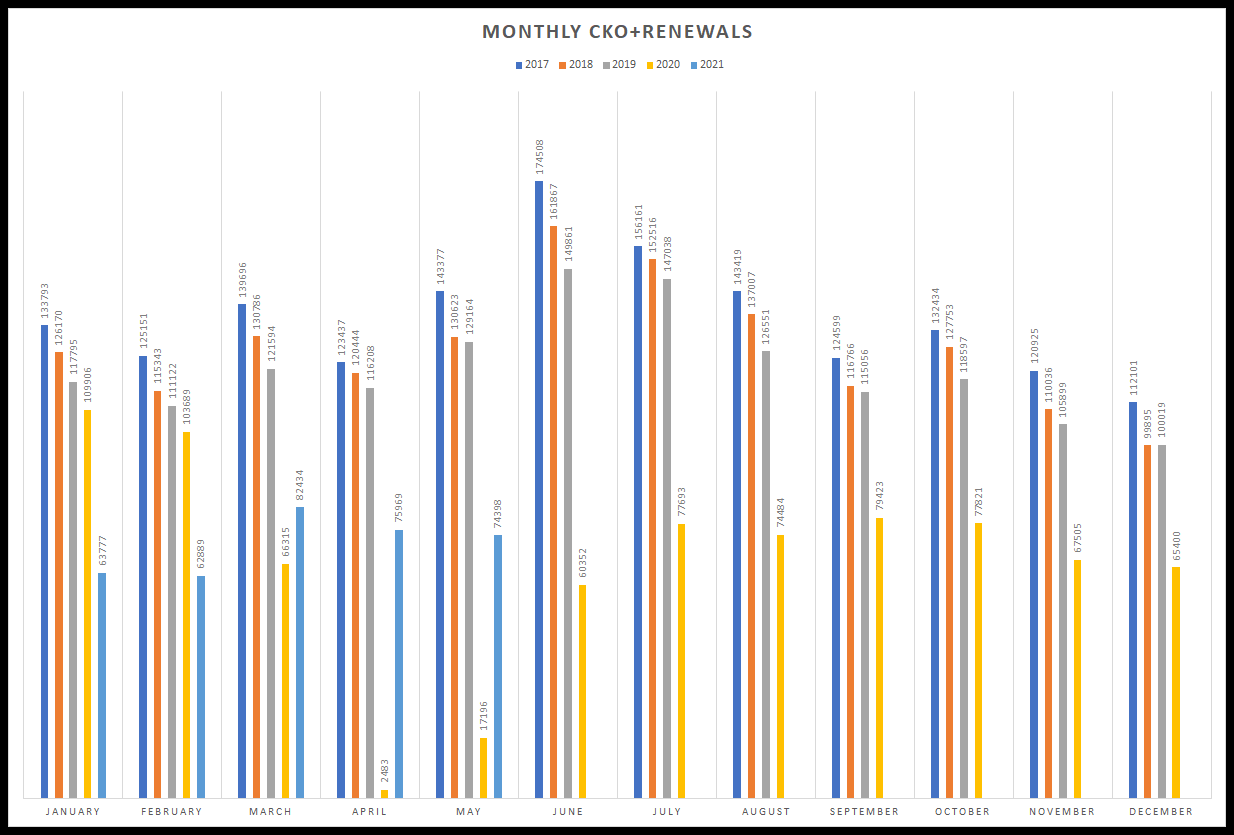 MONTHLY CKO+RENEWALS
2017 2018 2019 2020 2021
133793 126170 117795 109906 63777
125151 115343 111122 103689 62889
139696 130786 121594 66315 82434
123437 120444 116208 2483 75969
143377 130623 129164 17196 74398
174508 161867 149861 60352
156161 152516 147038 77693
143419 137007 126551 74484
124599 116766 115056 79423
132434 127753 118597 77821
120925 110036 105899 67505
112101 99895 100019 65400
JANUARY FEBRUARY MARCH APRIL MAY JUNE JULY AUGUST SEPTEMBER OCTOBER NOVEMBER DECEMBER